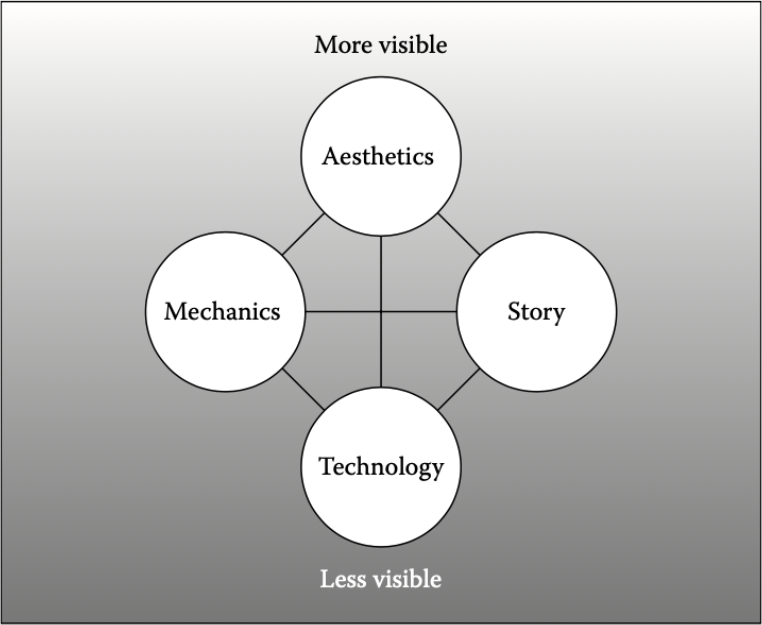 More visible
Aesthetics
Mechanics
Story
Technology
Less visible